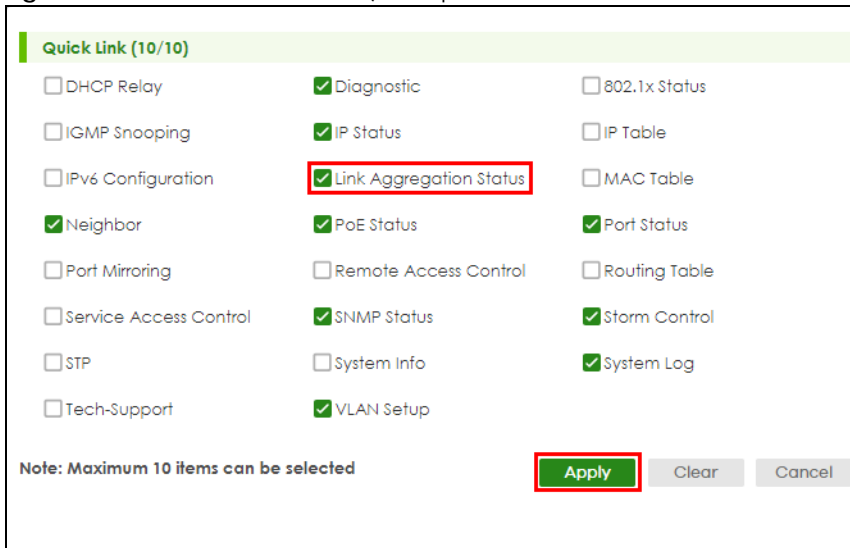 Quick Link (10/10)
DHCP Relay Diagnostic 802.1x Status
IGMP Snooping IP Status IP Table
IPv6 Configuration Link Aggregation Status MAC Table
Neighbor PoE Status Port Status
Port Mirroring Remote Access Control Routing Table
Service Access Control SNMP Status Storm Control
STP System Info System Log
Tech-Support VLAN Setup
Note: Maximum 10 items can be selected Apply Clear Cancel